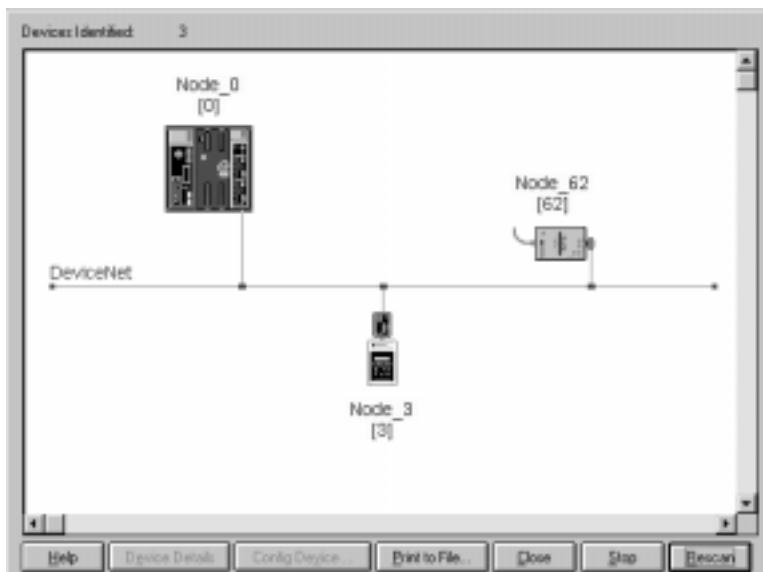 Devices Identified: 3
Node_0
[0]
Node_62
[62]
DeviceNet
Node_3
[3]
Help Device Details Config Device... Print to File... Close Stop Rescan